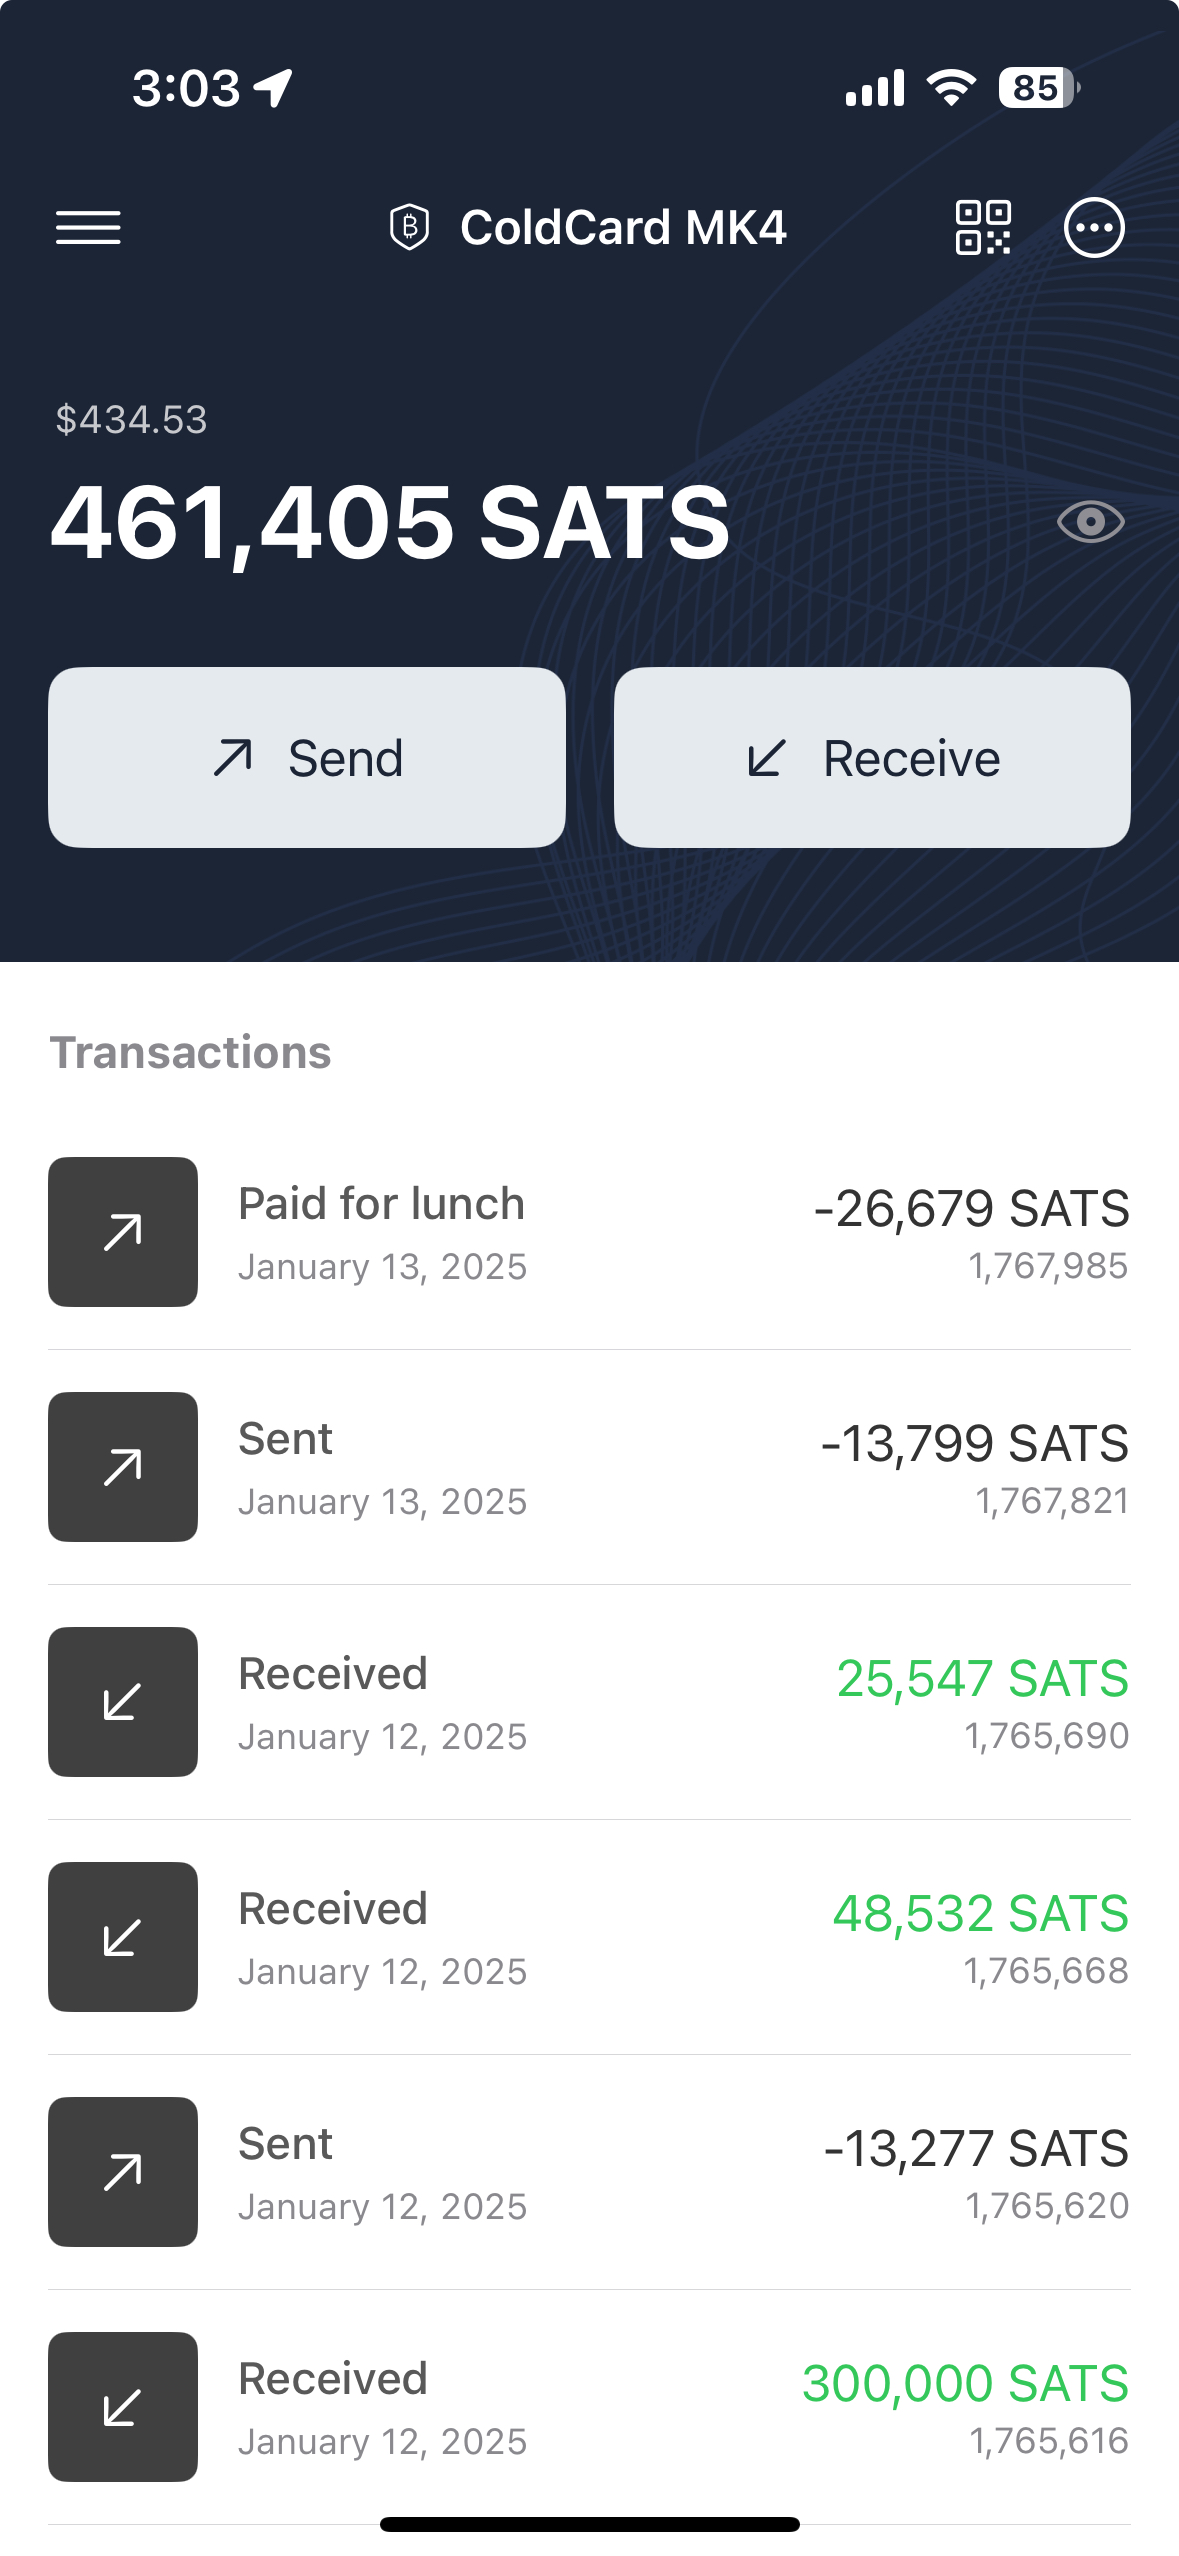 3:03
85
ColdCard MK4
$434.53
461,405 SATS
Send
Receive
Transactions
Paid for lunch
-26,679 SATS
January 13, 2025
1,767,985
Sent
-13,799 SATS
January 13, 2025
1,767,821
Received
25,547 SATS
January 12, 2025
1,765,690
Received
48,532 SATS
January 12, 2025
1,765,668
Sent
-13,277 SATS
January 12, 2025
1,765,620
Received
300,000 SATS
January 12, 2025
1,765,616